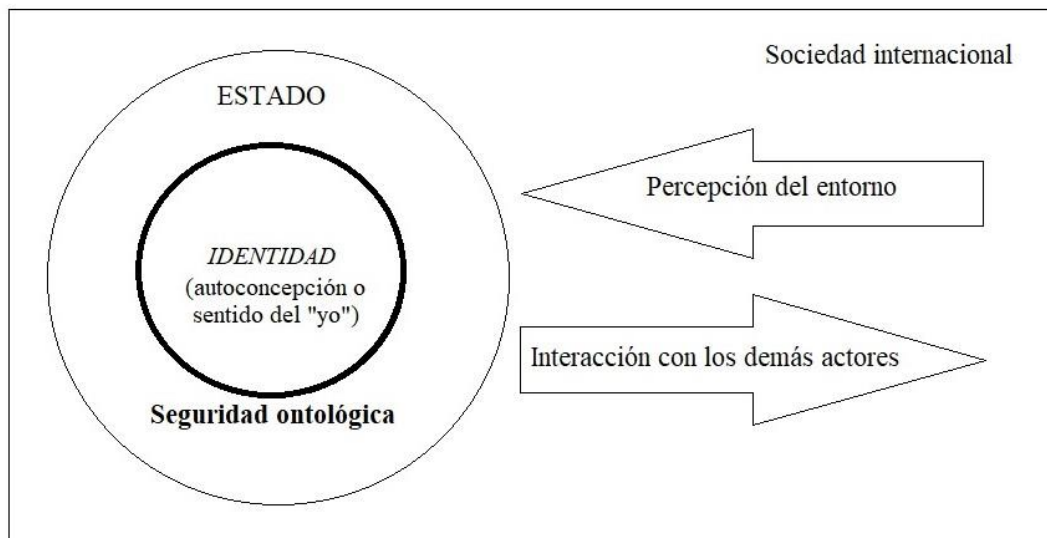 Sociedad internacional
ESTADO
Percepción del entorno
IDENTIDAD
(autoconcepción o
sentido del "yo")
Interacción con los demás actores
Seguridad ontológica